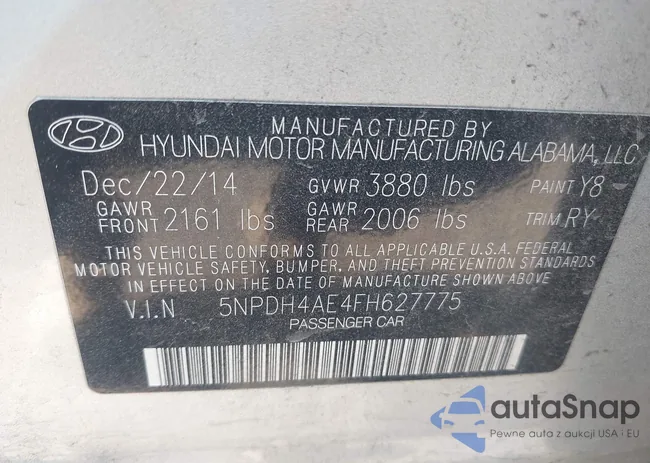 MANUFACTURED BY
HYUNDAI MOTOR MANUFACTURING ALABAMA, LLC
Dec/22/14 GVWR 3880 lbs PAINT Y8
GAWR FRONT 2161 lbs GAWR REAR 2006 lbs TRIM RY
THIS VEHICLE CONFORMS TO ALL APPLICABLE U.S.A. FEDERAL
MOTOR VEHICLE SAFETY, BUMPER, AND THEFT PREVENTION STANDARDS
IN EFFECT ON THE DATE OF MANUFACTURE SHOWN ABOVE
V.I.N 5NPDH4AE4FH627775
PASSENGER CAR
autaSnap
Pewne auta z aukcji USA i EU